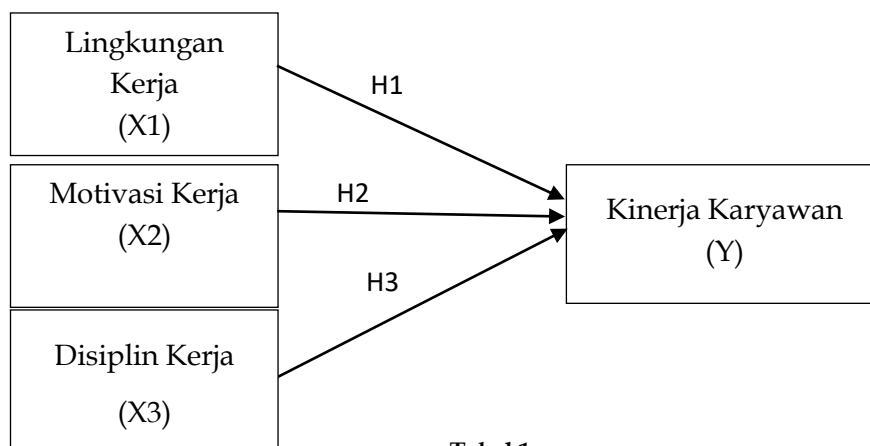 Lingkungan
Kerja
(X1)
H1
Motivasi Kerja
(X2)
H2
Kinerja Karyawan
(Y)
H3
Disiplin Kerja
(X3)